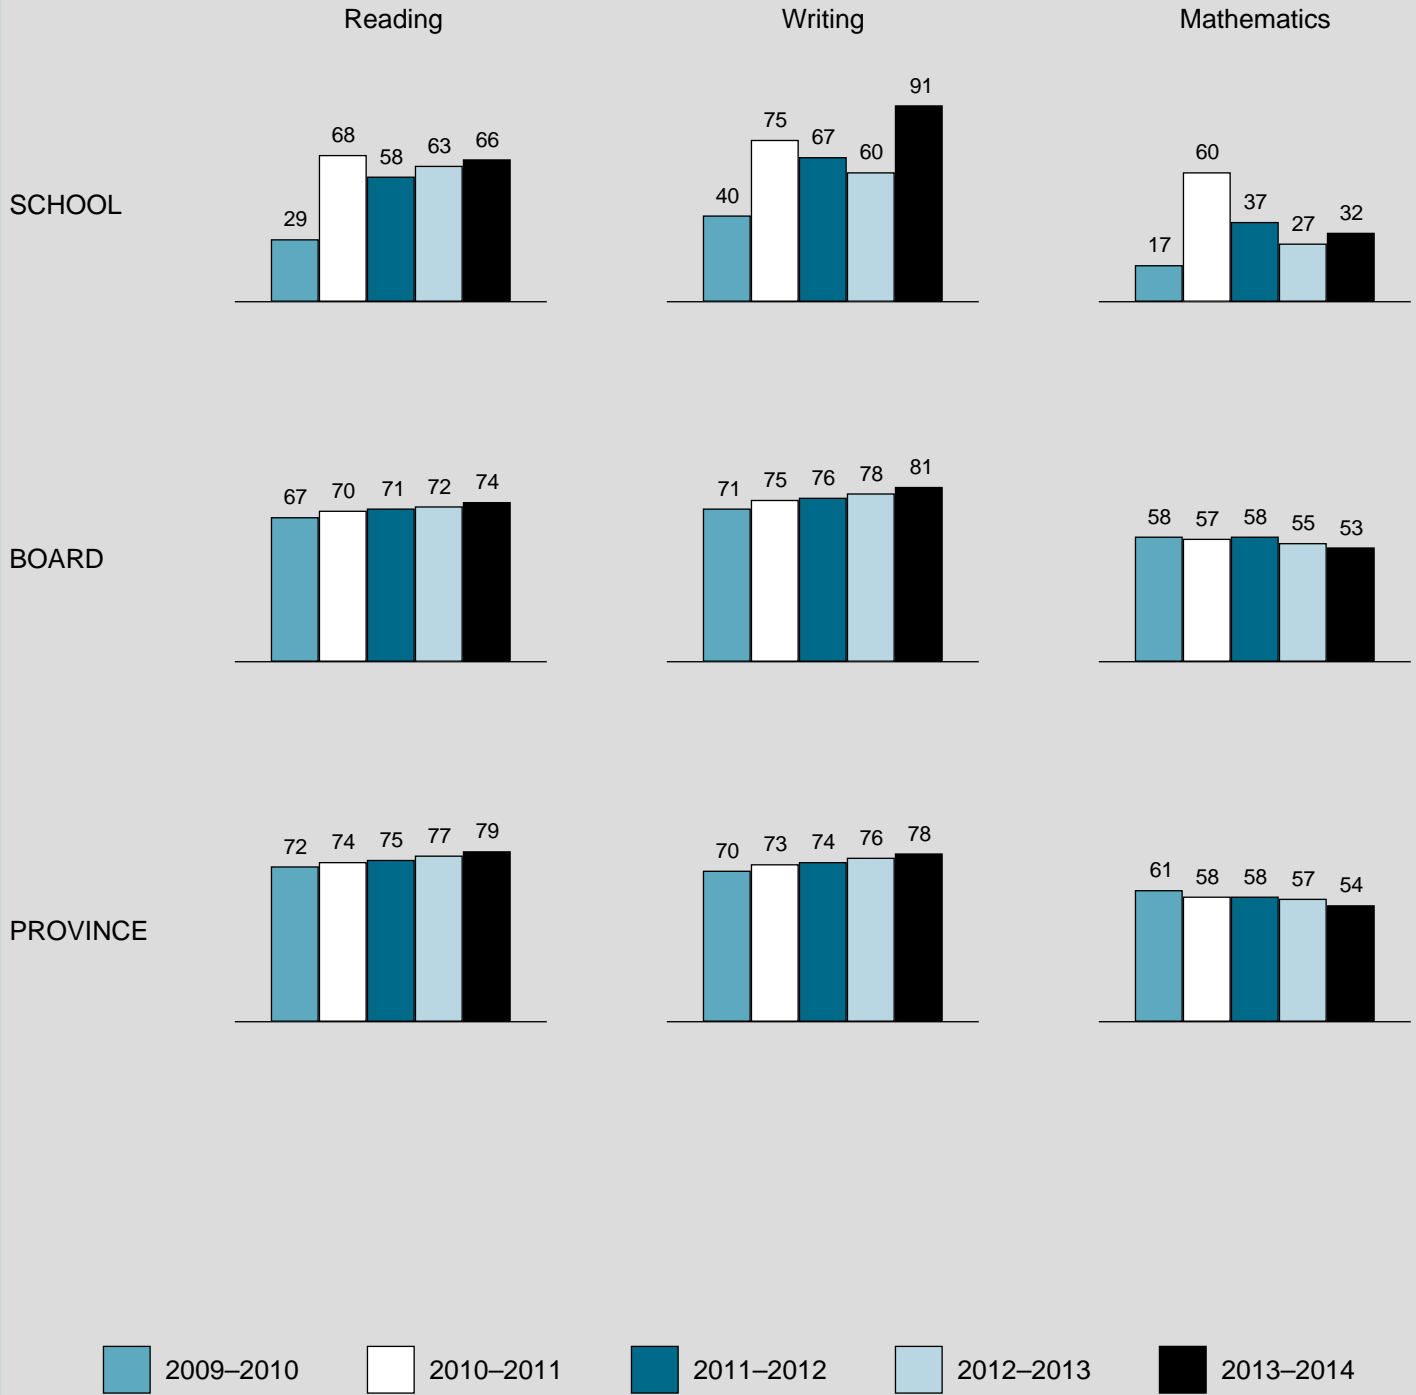 Reading Writing Mathematics
SCHOOL
29 68 58 63 66
40 75 67 60 91
17 60 37 27 32
BOARD
67 70 71 72 74
71 75 76 78 81
58 57 58 55 53
PROVINCE
72 74 75 77 79
70 73 74 76 78
61 58 58 57 54
2009–2010 2010–2011 2011–2012 2012–2013 2013–2014